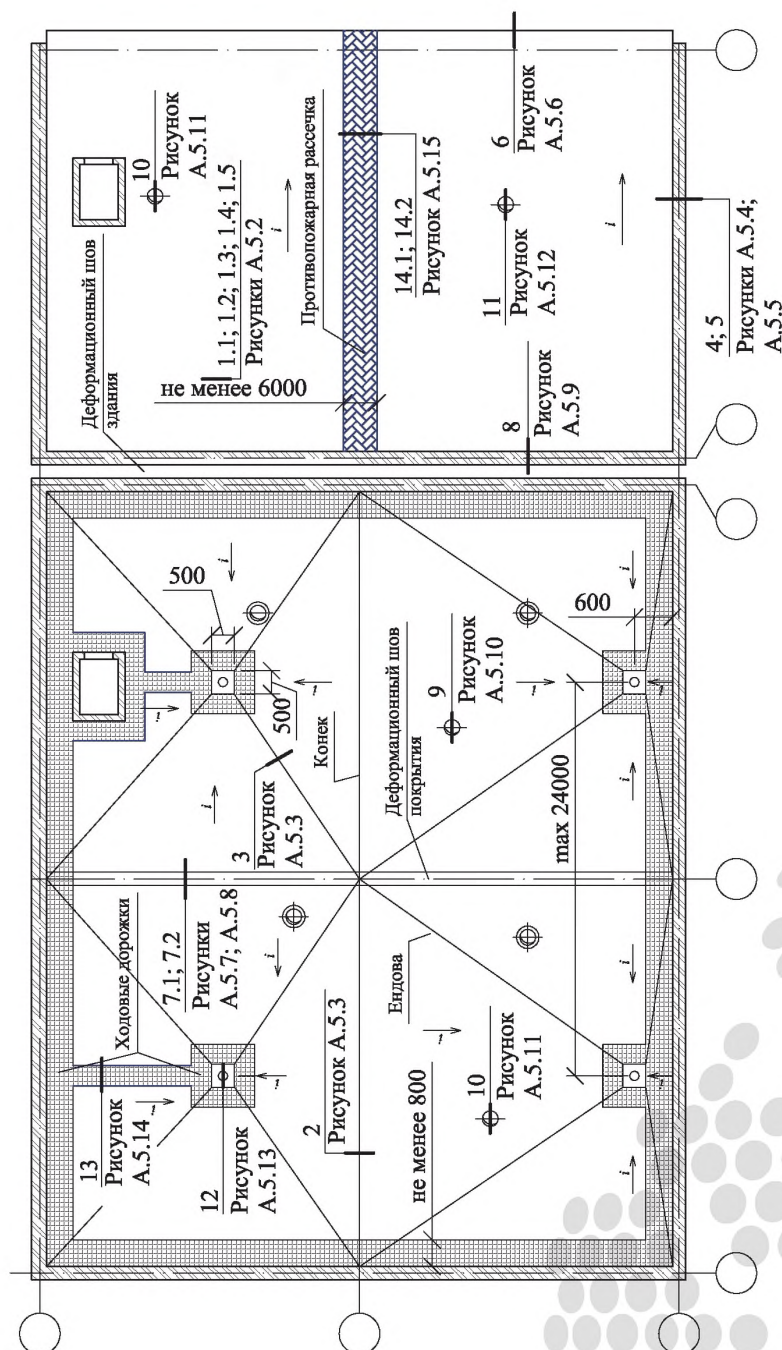 Деформационный шов
здания
10
Рисунок
А.5.11
1.1; 1.2; 1.3; 1.4; 1.5
Рисунки А.5.2
i
не менее 6000
Противопожарная рассечка
14.1; 14.2
Рисунок А.5.15
6
Рисунок
А.5.6
11
Рисунок
А.5.12
i
8
Рисунок
А.5.9
4; 5
Рисунки А.5.4;
А.5.5
500
i
500
i
i
i
3
Рисунок
А.5.3
Конек
Деформационный шов
покрытия
9
Рисунок
А.5.10
i
i
600
i
i
max 24000
Ходовые дорожки
7.1; 7.2
Рисунки
А.5.7; А.5.8
i
13
Рисунок
А.5.14
i
i
12
Рисунок
А.5.13
2
Рисунок А.5.3
Ендова
i
10
Рисунок
А.5.11
не менее 800
i
i
i